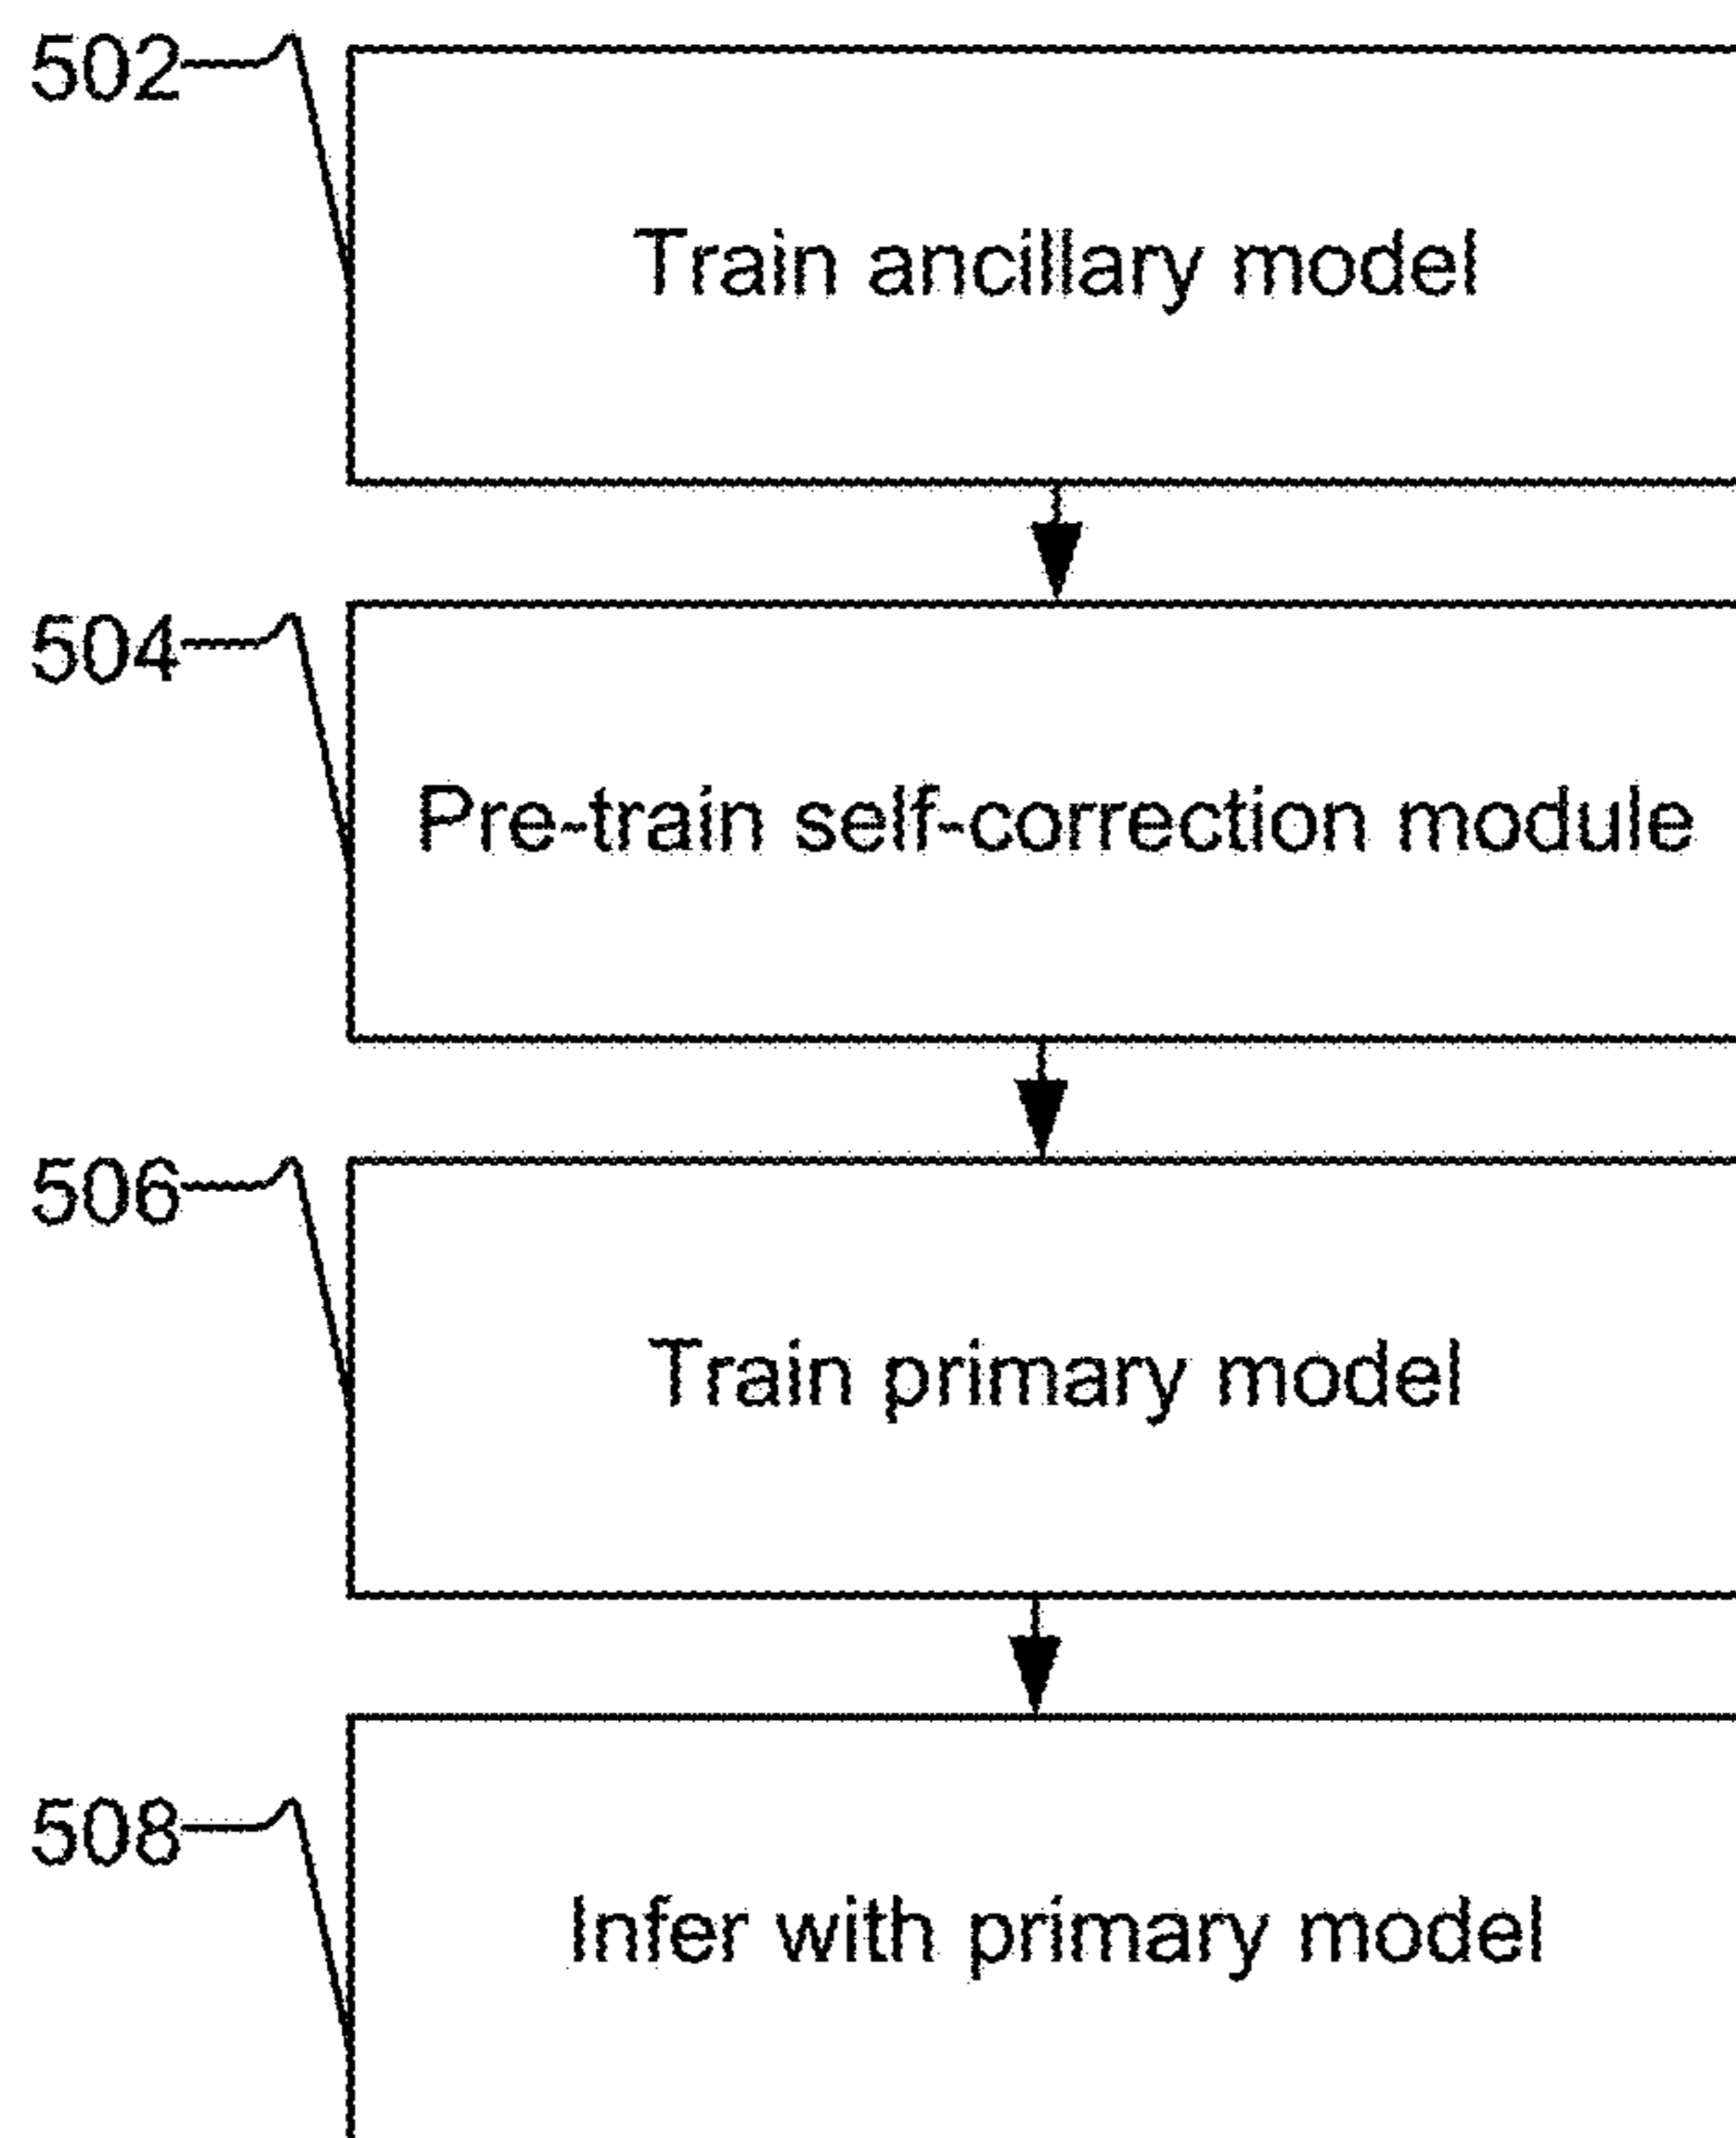 502
Train ancillary model
504
Pre-train self-correction module
506
Train primary model
508
Infer with primary model